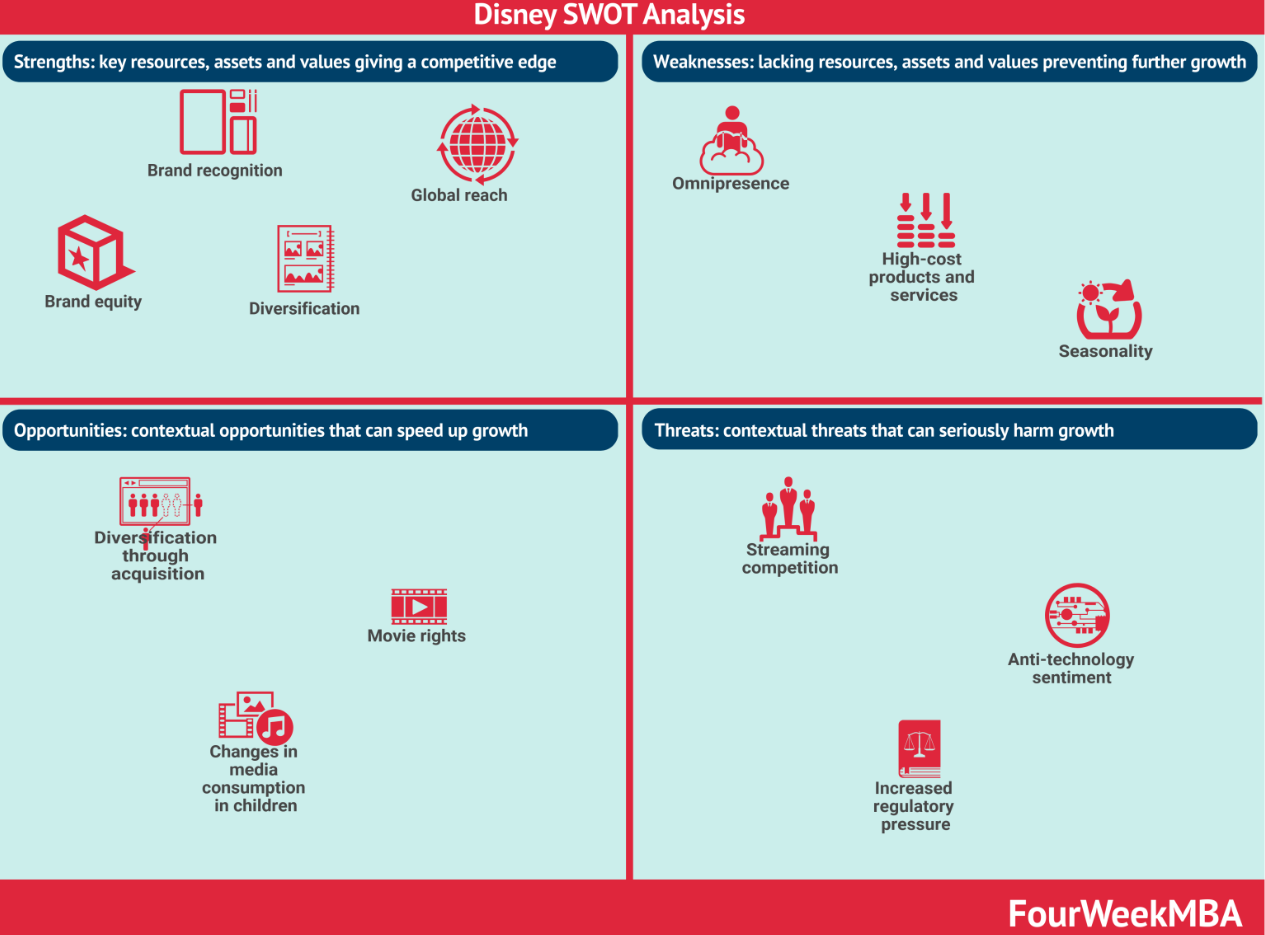 Disney SWOT Analysis
Strengths: key resources, assets and values giving a competitive edge
Brand recognition
Global reach
Brand equity
Diversification
Weaknesses: lacking resources, assets and values preventing further growth
Omnipresence
High-cost
products and
services
Seasonality
Opportunities: contextual opportunities that can speed up growth
Diversification
through
acquisition
Movie rights
Changes in
media
consumption
in children
Threats: contextual threats that can seriously harm growth
Streaming
competition
Anti-technology
sentiment
Increased
regulatory
pressure
FourWeekMBA